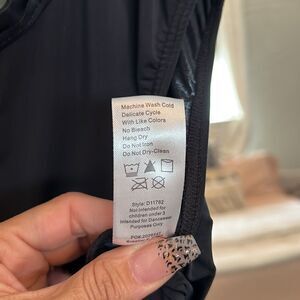 Machine Wash Cold
Delicate Cycle
With Like Colors
No Bleach
Hang Dry
Do Not Iron
Do Not Dry-Clean
Style: D11762
Not intended for
children under 3
Intended for Dancewear
Purposes Only